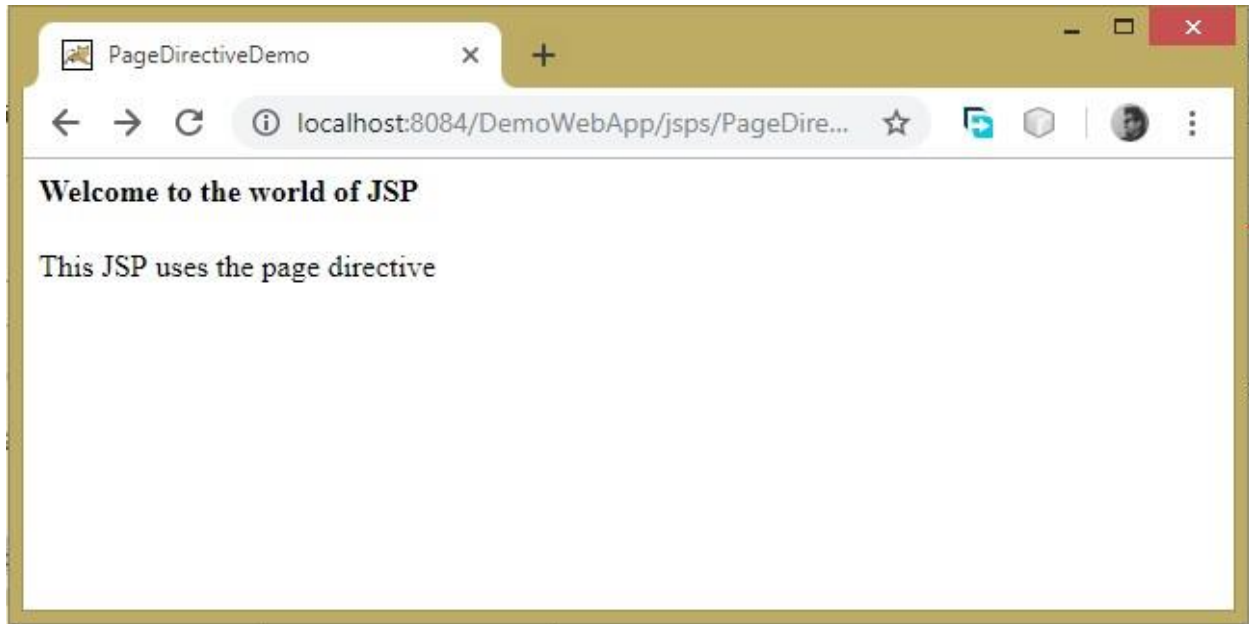 PageDirectiveDemo
localhost:8084/DemoWebApp/jsps/PageDire...
Welcome to the world of JSP
This JSP uses the page directive